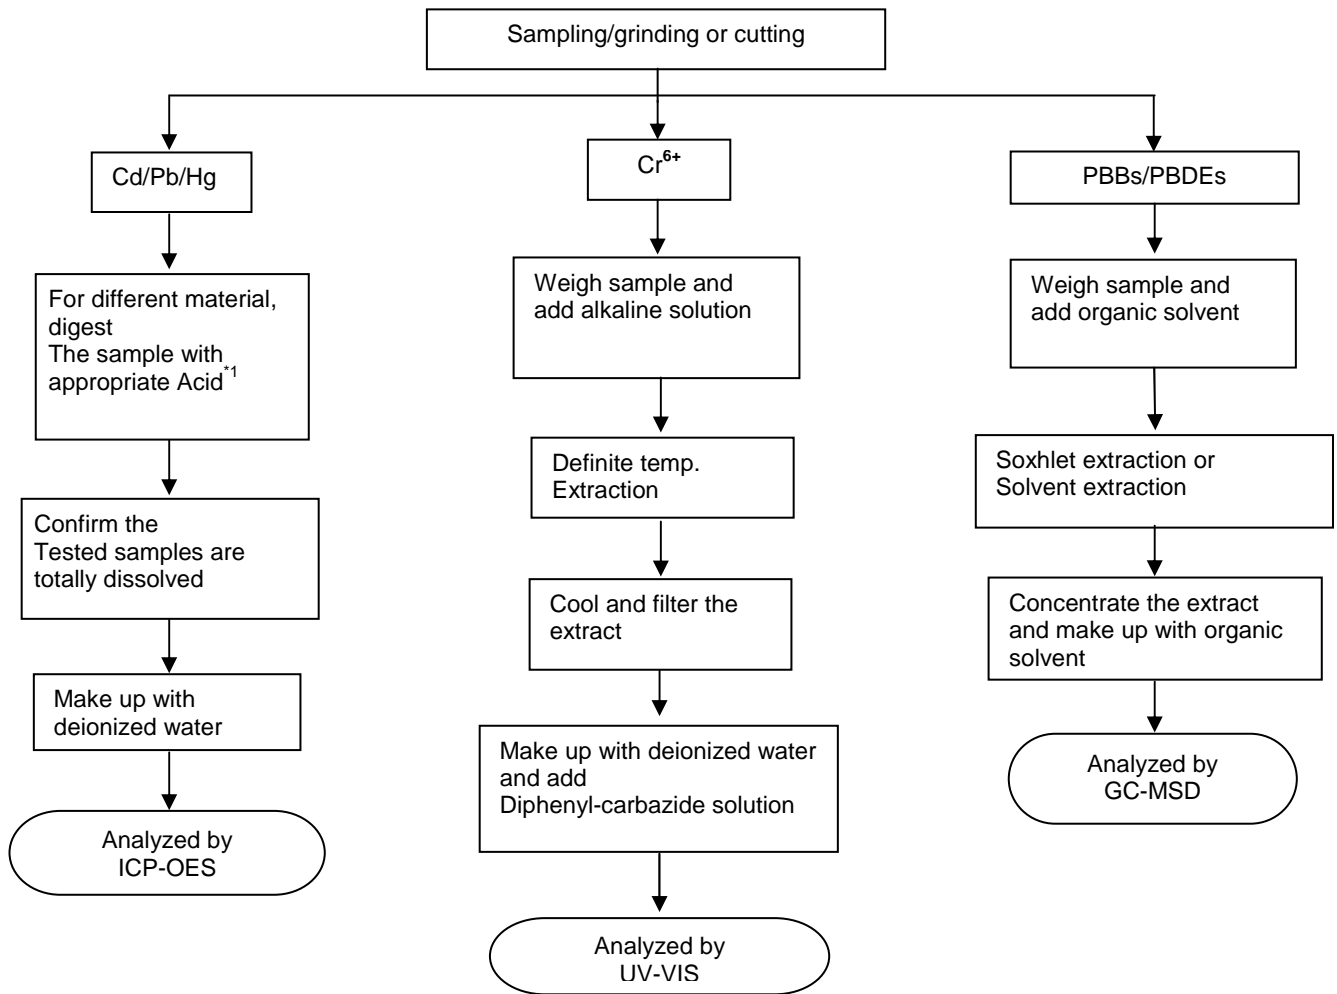 Sampling/grinding or cutting
Cd/Pb/Hg
For different material,
digest
The sample with
appropriate Acid*1
Confirm the
Tested samples are
totally dissolved
Make up with
deionized water
Analyzed by
ICP-OES
Cr6+
Weigh sample and
add alkaline solution
Definite temp.
Extraction
Cool and filter the
extract
Make up with deionized water
and add
Diphenyl-carbazide solution
Analyzed by
UV-VIS
PBBs/PBDEs
Weigh sample and
add organic solvent
Soxhlet extraction or
Solvent extraction
Concentrate the extract
and make up with organic
solvent
Analyzed by
GC-MSD